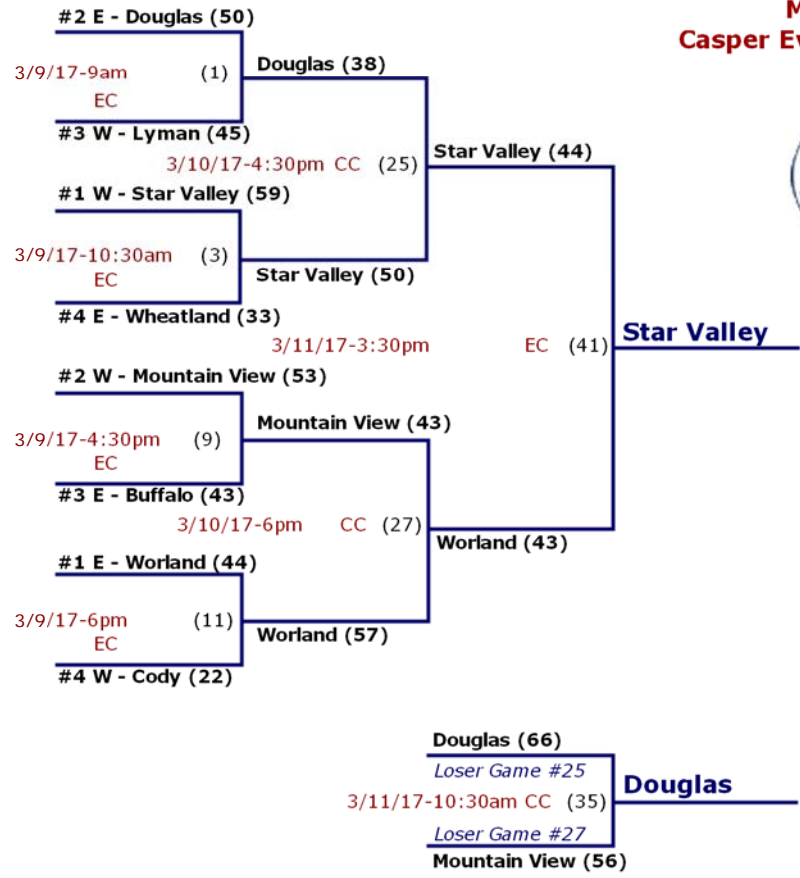 #2 E - Douglas (50)
3/9/17-9am (1)
EC
#3 W - Lyman (45)
Douglas (38)
3/10/17-4:30pm CC (25)
#1 W - Star Valley (59)
3/9/17-10:30am (3)
EC
#4 E - Wheatland (33)
Star Valley (50)
Star Valley (44)
3/11/17-3:30pm EC (41)
Star Valley
#2 W - Mountain View (53)
3/9/17-4:30pm (9)
EC
#3 E - Buffalo (43)
Mountain View (43)
3/10/17-6pm CC (27)
Worland (43)
#1 E - Worland (44)
3/9/17-6pm (11)
EC
#4 W - Cody (22)
Worland (57)
Douglas (66)
Loser Game #25
3/11/17-10:30am CC (35)
Douglas
Loser Game #27
Mountain View (56)
M
Casper Ev